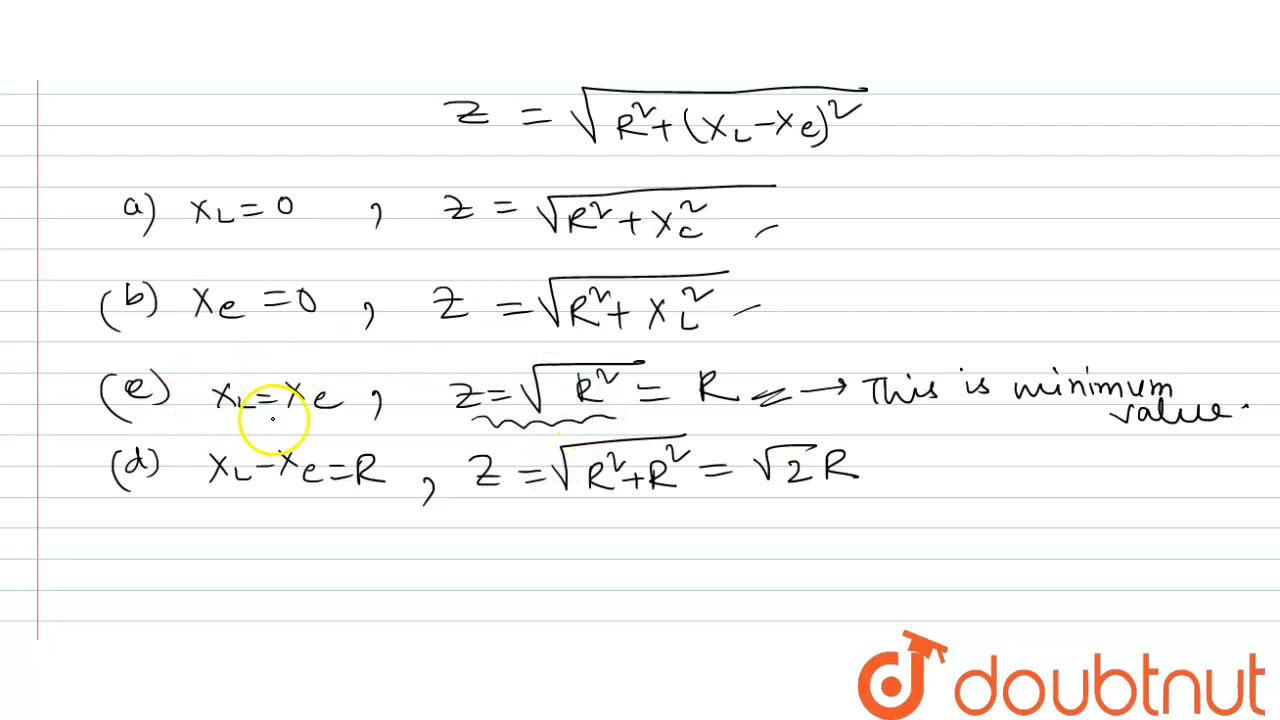 Z = √(R² + (X_L − X_c)²)
a) X_L = 0 , Z = √(R² + X_c²)
(b) X_c = 0 , Z = √(R² + X_L²)
(c) X_L = X_c , Z = √(R²) = R → This is minimum
value.
(d) X_L − X_c = R , Z = √(R² + R²) = √2 R
doubtnut